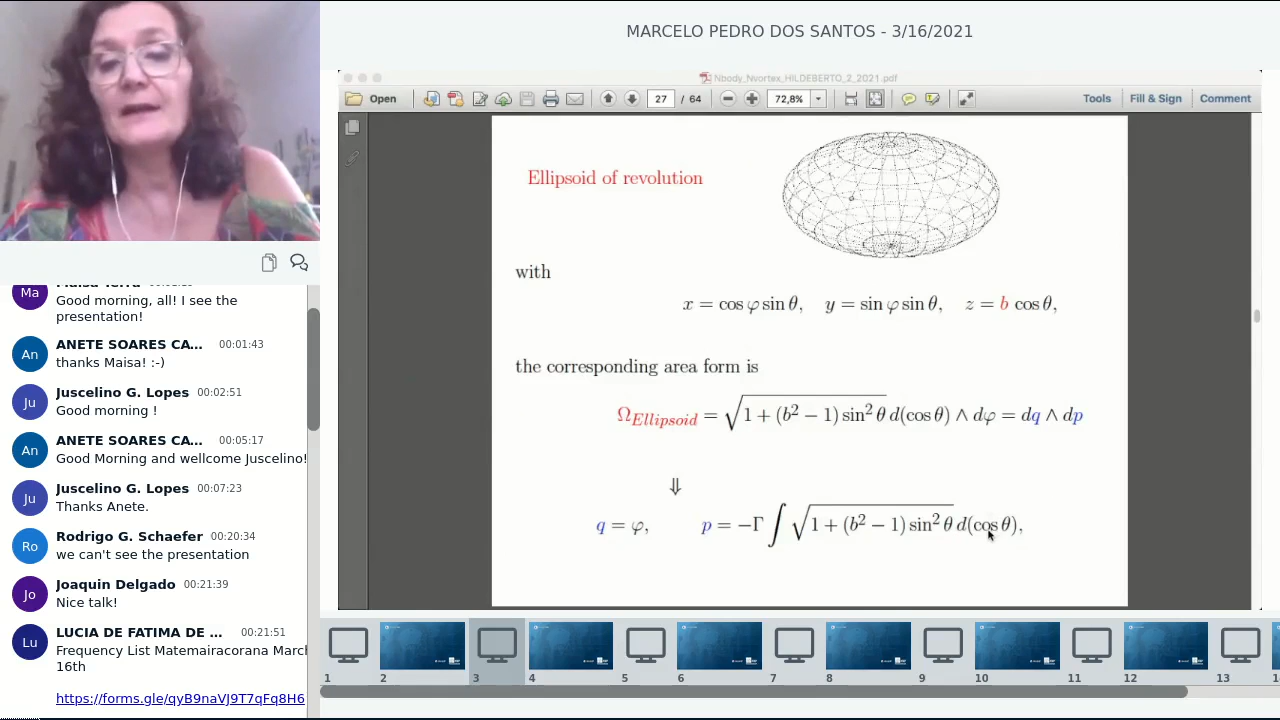 MARCELO PEDRO DOS SANTOS - 3/16/2021
Nbody_Nvortex_HILDEBERTO_2_2021.pdf
Open 27 / 64 72,8% Tools Fill & Sign Comment
Ellipsoid of revolution
with
x = cos φ sin θ, y = sin φ sin θ, z = b cos θ,
the corresponding area form is
Ω_Ellipsoid = √(1 + (b² − 1) sin² θ) d(cos θ) ∧ dφ = dq ∧ dp
⇓
q = φ, p = −Γ ∫ √(1 + (b² − 1) sin² θ) d(cos θ),
Ma
Good morning, all! I see the
presentation!
An ANETE SOARES CA... 00:01:43
thanks Maisa! :-)
Ju Juscelino G. Lopes 00:02:51
Good morning !
An ANETE SOARES CA... 00:05:17
Good Morning and wellcome Juscelino!
Ju Juscelino G. Lopes 00:07:23
Thanks Anete.
Ro Rodrigo G. Schaefer 00:20:34
we can't see the presentation
Jo Joaquin Delgado 00:21:39
Nice talk!
Lu LUCIA DE FATIMA DE ... 00:21:51
Frequency List Matemairacorana March
16th
https://forms.gle/qyB9naVJ9T7qFq8H6
1 2 3 4 5 6 7 8 9 10 11 12 13